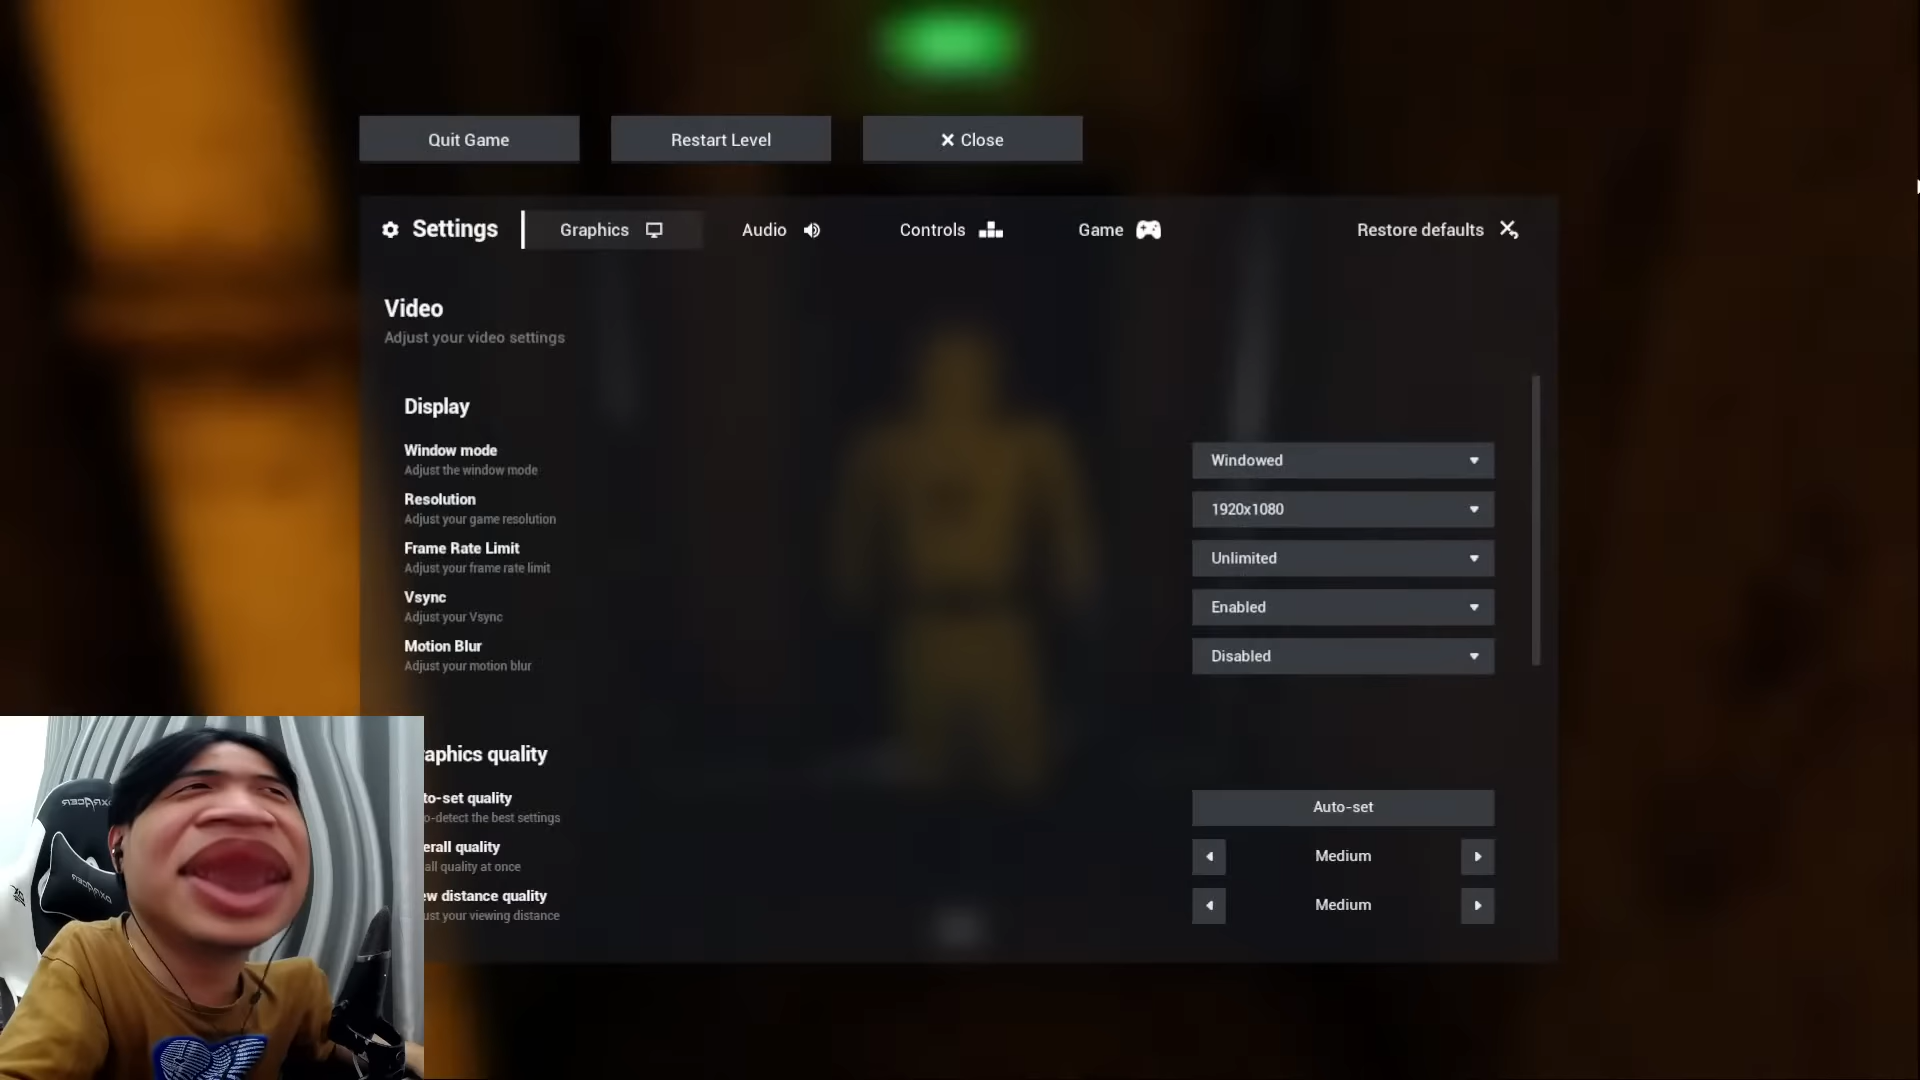 Quit Game
Restart Level
Close
Settings
Graphics
Audio
Controls
Game
Restore defaults
Video
Adjust your video settings
Display
Window mode
Adjust the window mode
Windowed
Resolution
Adjust your game resolution
1920x1080
Frame Rate Limit
Adjust your frame rate limit
Unlimited
Vsync
Adjust your Vsync
Enabled
Motion Blur
Adjust your motion blur
Disabled
aphics quality
to-set quality
o-detect the best settings
Auto-set
erall quality
all quality at once
Medium
ew distance quality
ust your viewing distance
Medium